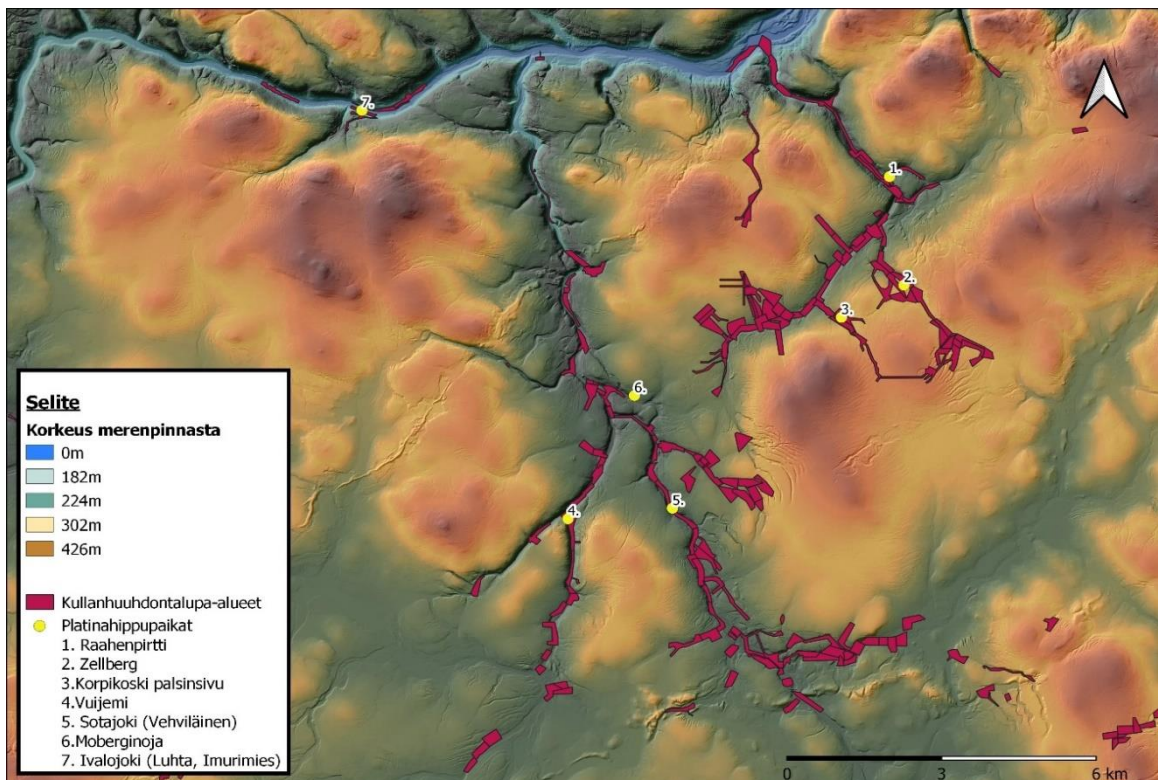 7.
1.
2.
3.
6.
5.
4.
Selite
Korkeus merenpinnasta
0m
182m
224m
302m
426m
Kullanhuuhdontalupa-alueet
Platinahippupaikat
1. Raahenpirtti
2. Zellberg
3.Korpikoski palsinsivu
4.Vuijemi
5. Sotajoki (Vehviläinen)
6.Moberginoja
7. Ivalojoki (Luhta, Imurimies)
0 3 6 km